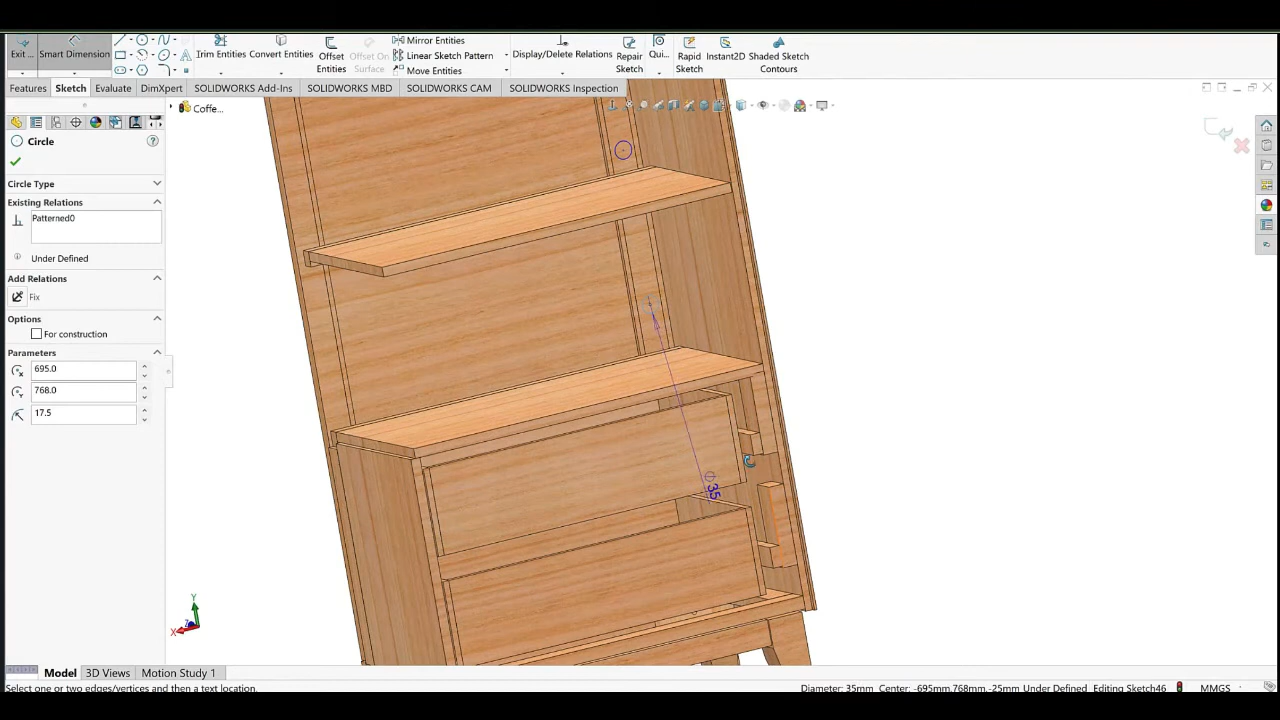 Exit ...
Smart Dimension
Trim Entities
Convert Entities
Offset Entities
Offset On Surface
Mirror Entities
Linear Sketch Pattern
Move Entities
Display/Delete Relations
Repair Sketch
Qui...
Rapid Sketch
Instant2D
Shaded Sketch Contours
Features
Sketch
Evaluate
DimXpert
SOLIDWORKS Add-Ins
SOLIDWORKS MBD
SOLIDWORKS CAM
SOLIDWORKS Inspection
Coffe...
Circle
Circle Type
Existing Relations
Patterned0
Under Defined
Add Relations
Fix
Options
For construction
Parameters
695.0
768.0
17.5
∅35
Y
X
Z
Model
3D Views
Motion Study 1
Select one or two edges/vertices and then a text location.
Diameter: 35mm Center: -695mm,768mm,-25mm Under Defined Editing Sketch46
MMGS